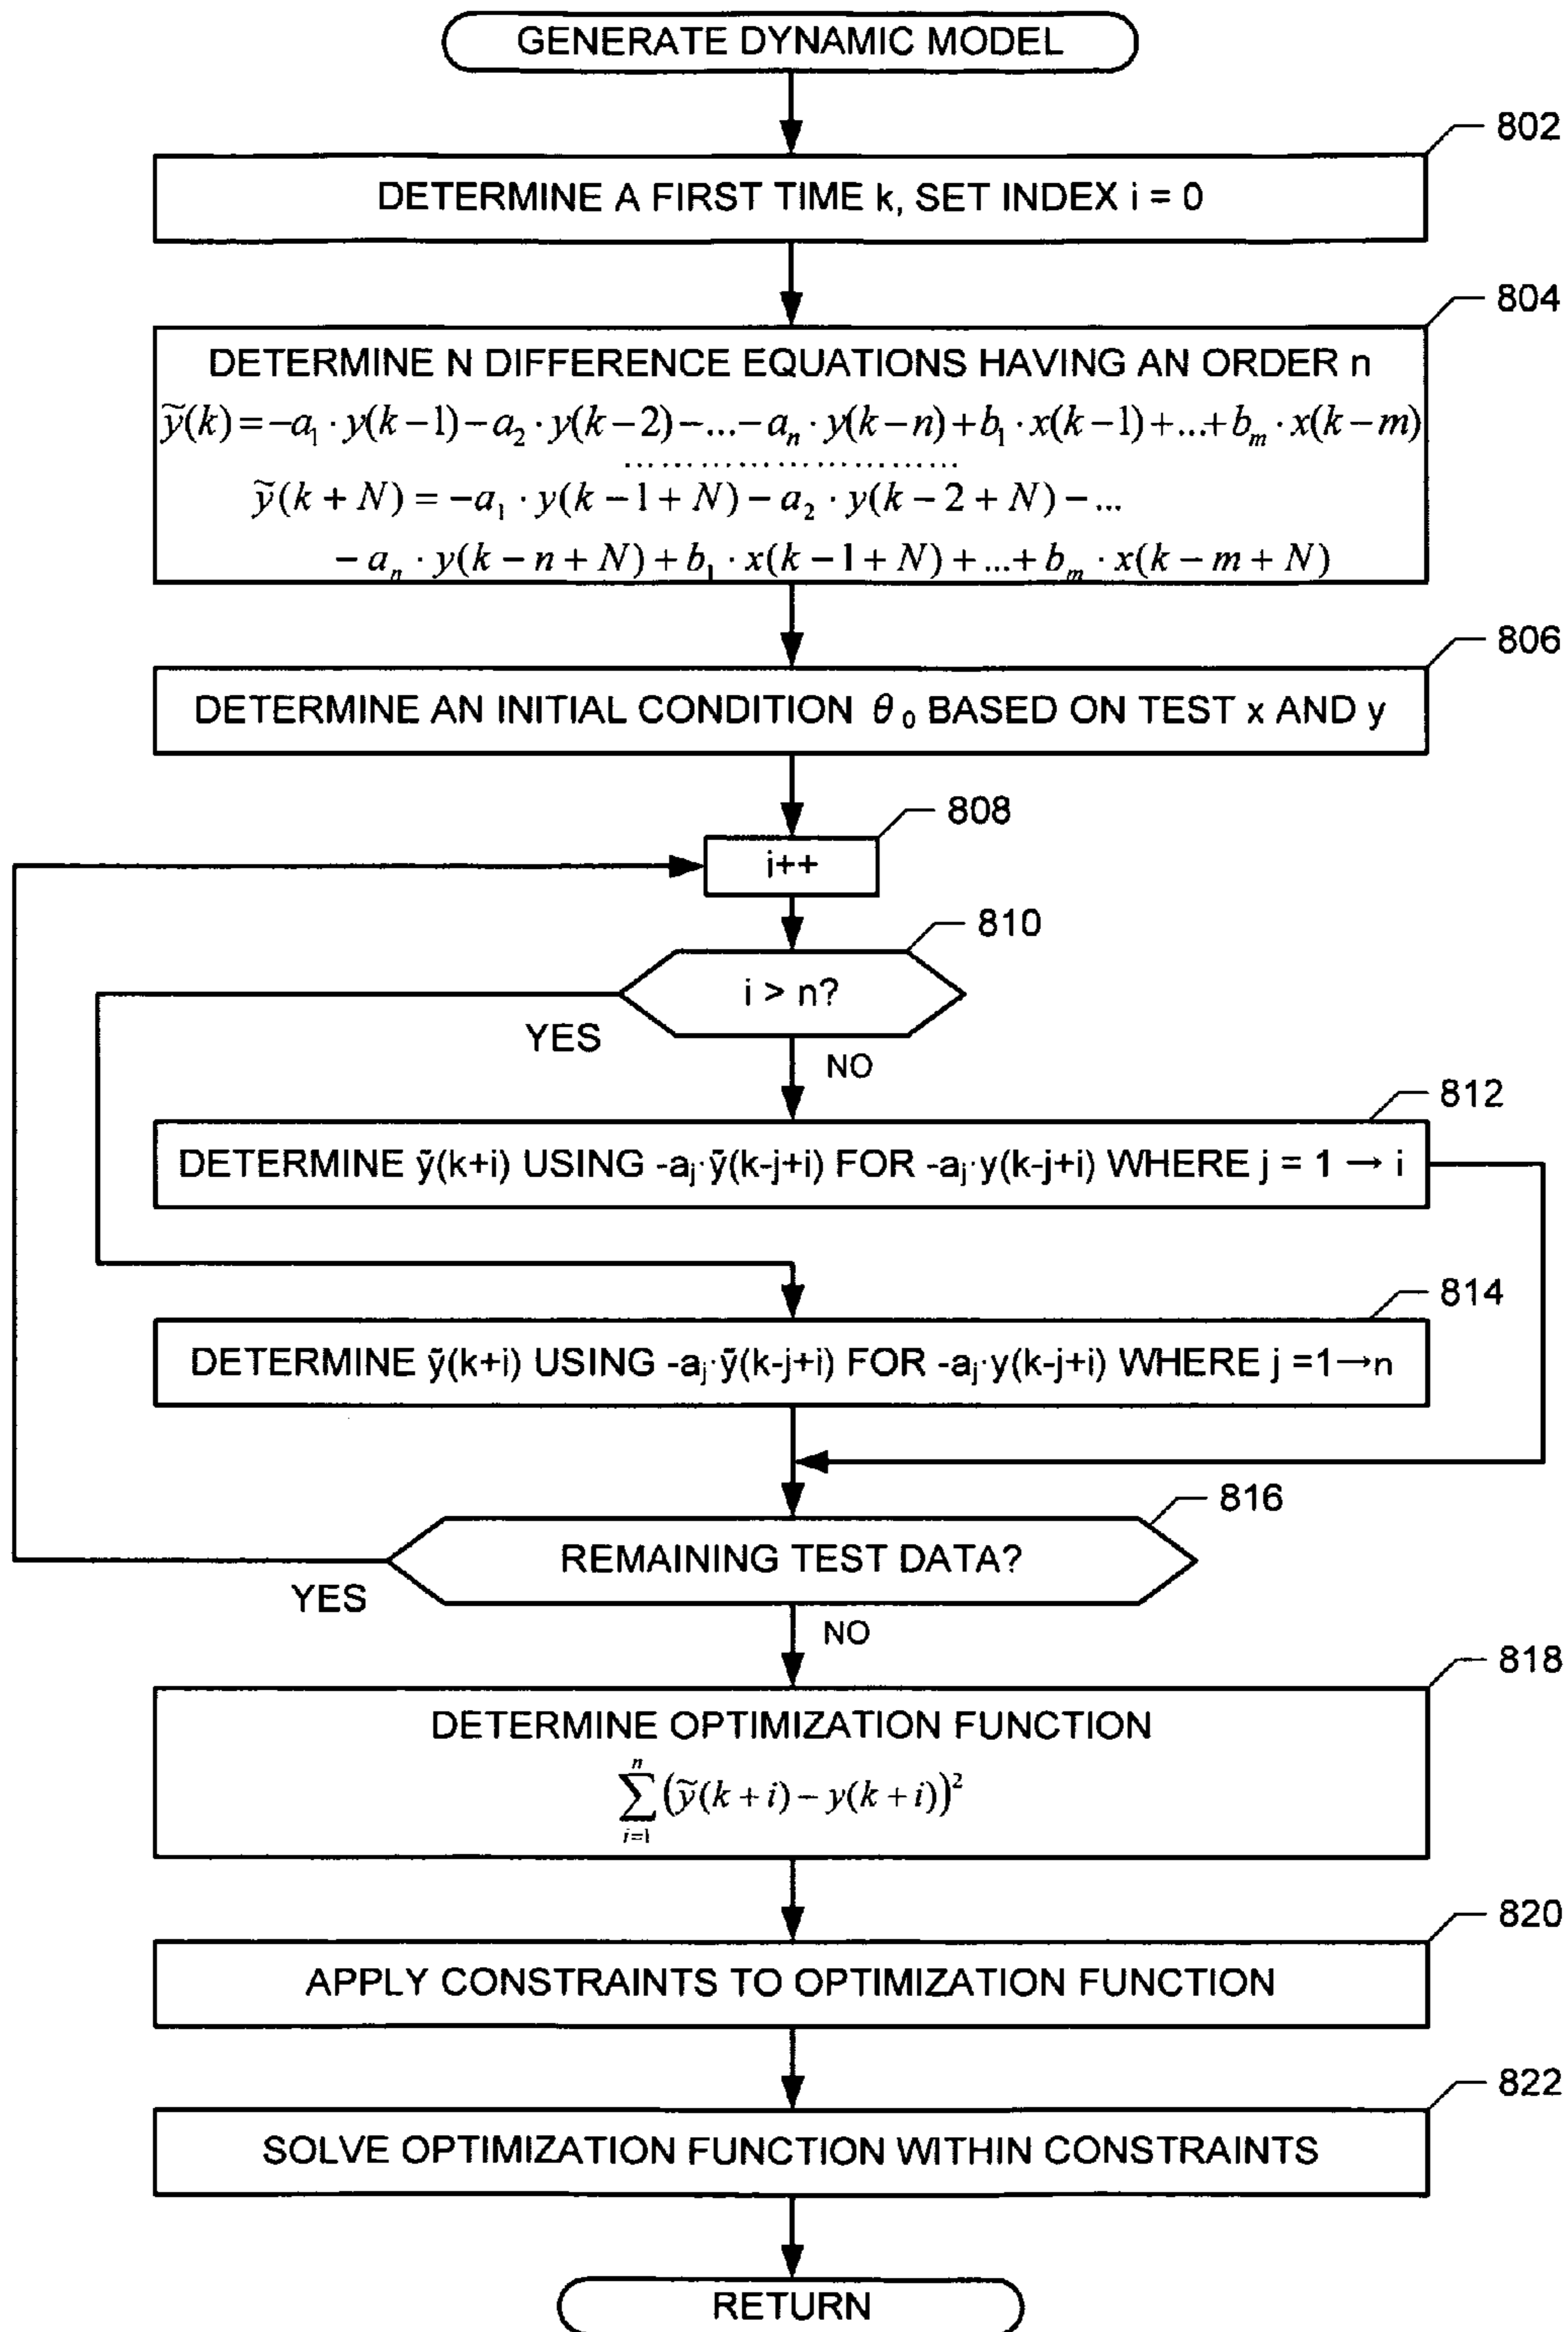 GENERATE DYNAMIC MODEL
802
DETERMINE A FIRST TIME k, SET INDEX i = 0
804
DETERMINE N DIFFERENCE EQUATIONS HAVING AN ORDER n
ỹ(k) = −a₁ · y(k−1) − a₂ · y(k−2) −...− aₙ · y(k−n) + b₁ · x(k−1) +...+ bₘ · x(k−m)
..............................
ỹ(k + N) = −a₁ · y(k −1 + N) − a₂ · y(k − 2 + N) − ...
− aₙ · y(k − n + N) + b₁ · x(k −1 + N) + ...+ bₘ · x(k − m + N)
806
DETERMINE AN INITIAL CONDITION θ₀ BASED ON TEST x AND y
808
i++
810
i > n?
YES
NO
812
DETERMINE ỹ(k+i) USING -aⱼ·ỹ(k-j+i) FOR -aⱼ·y(k-j+i) WHERE j = 1 → i
814
DETERMINE ỹ(k+i) USING -aⱼ·ỹ(k-j+i) FOR -aⱼ·y(k-j+i) WHERE j =1→n
816
REMAINING TEST DATA?
YES
NO
818
DETERMINE OPTIMIZATION FUNCTION
n
∑ (ỹ(k + i) − y(k + i))²
i=1
820
APPLY CONSTRAINTS TO OPTIMIZATION FUNCTION
822
SOLVE OPTIMIZATION FUNCTION WITHIN CONSTRAINTS
RETURN